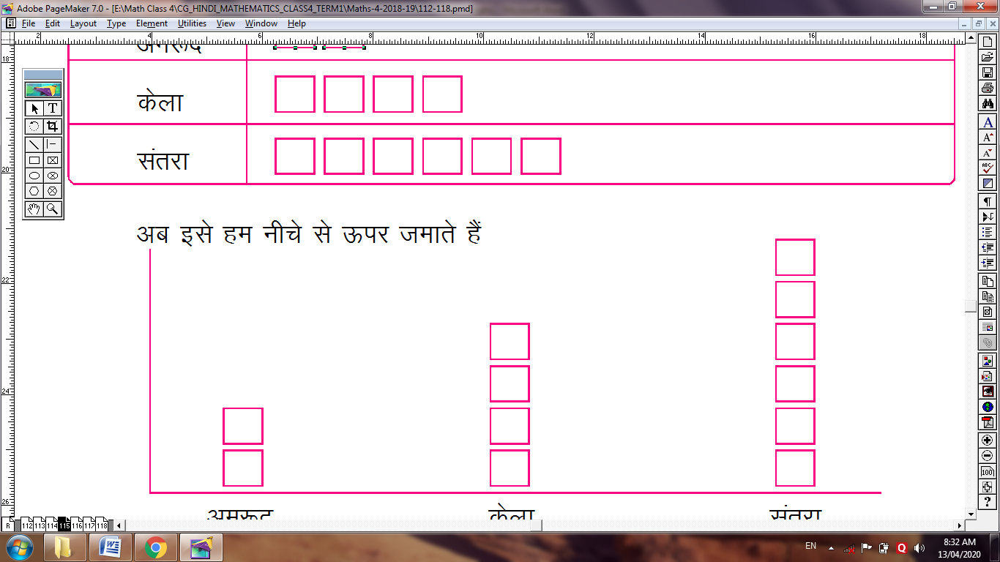 Adobe PageMaker 7.0 - [E:\Math Class 4\CG_HINDI_MATHEMATICS_CLASS4_TERM1\Maths-4-2018-19\112-118.pmd]
File Edit Layout Type Element Utilities View Window Help
2 4 6 8 10 12 14 16 18
18
अमरूद
केला
20
संतरा
अब इसे हम नीचे से ऊपर जमाते हैं
22
24
26
अमरूद केला संतरा
R 112 113 114 115 116 117 118
EN
8:32 AM
13/04/2020